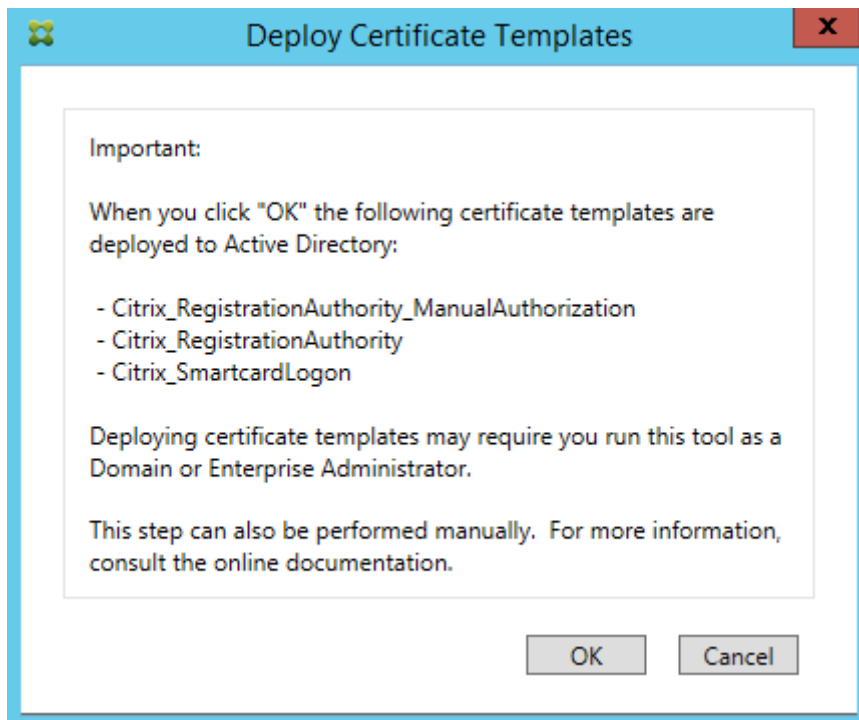 Deploy Certificate Templates
x
Important:
When you click "OK" the following certificate templates are
deployed to Active Directory:
- Citrix_RegistrationAuthority_ManualAuthorization
- Citrix_RegistrationAuthority
- Citrix_SmartcardLogon
Deploying certificate templates may require you run this tool as a
Domain or Enterprise Administrator.
This step can also be performed manually.  For more information,
consult the online documentation.
OK
Cancel